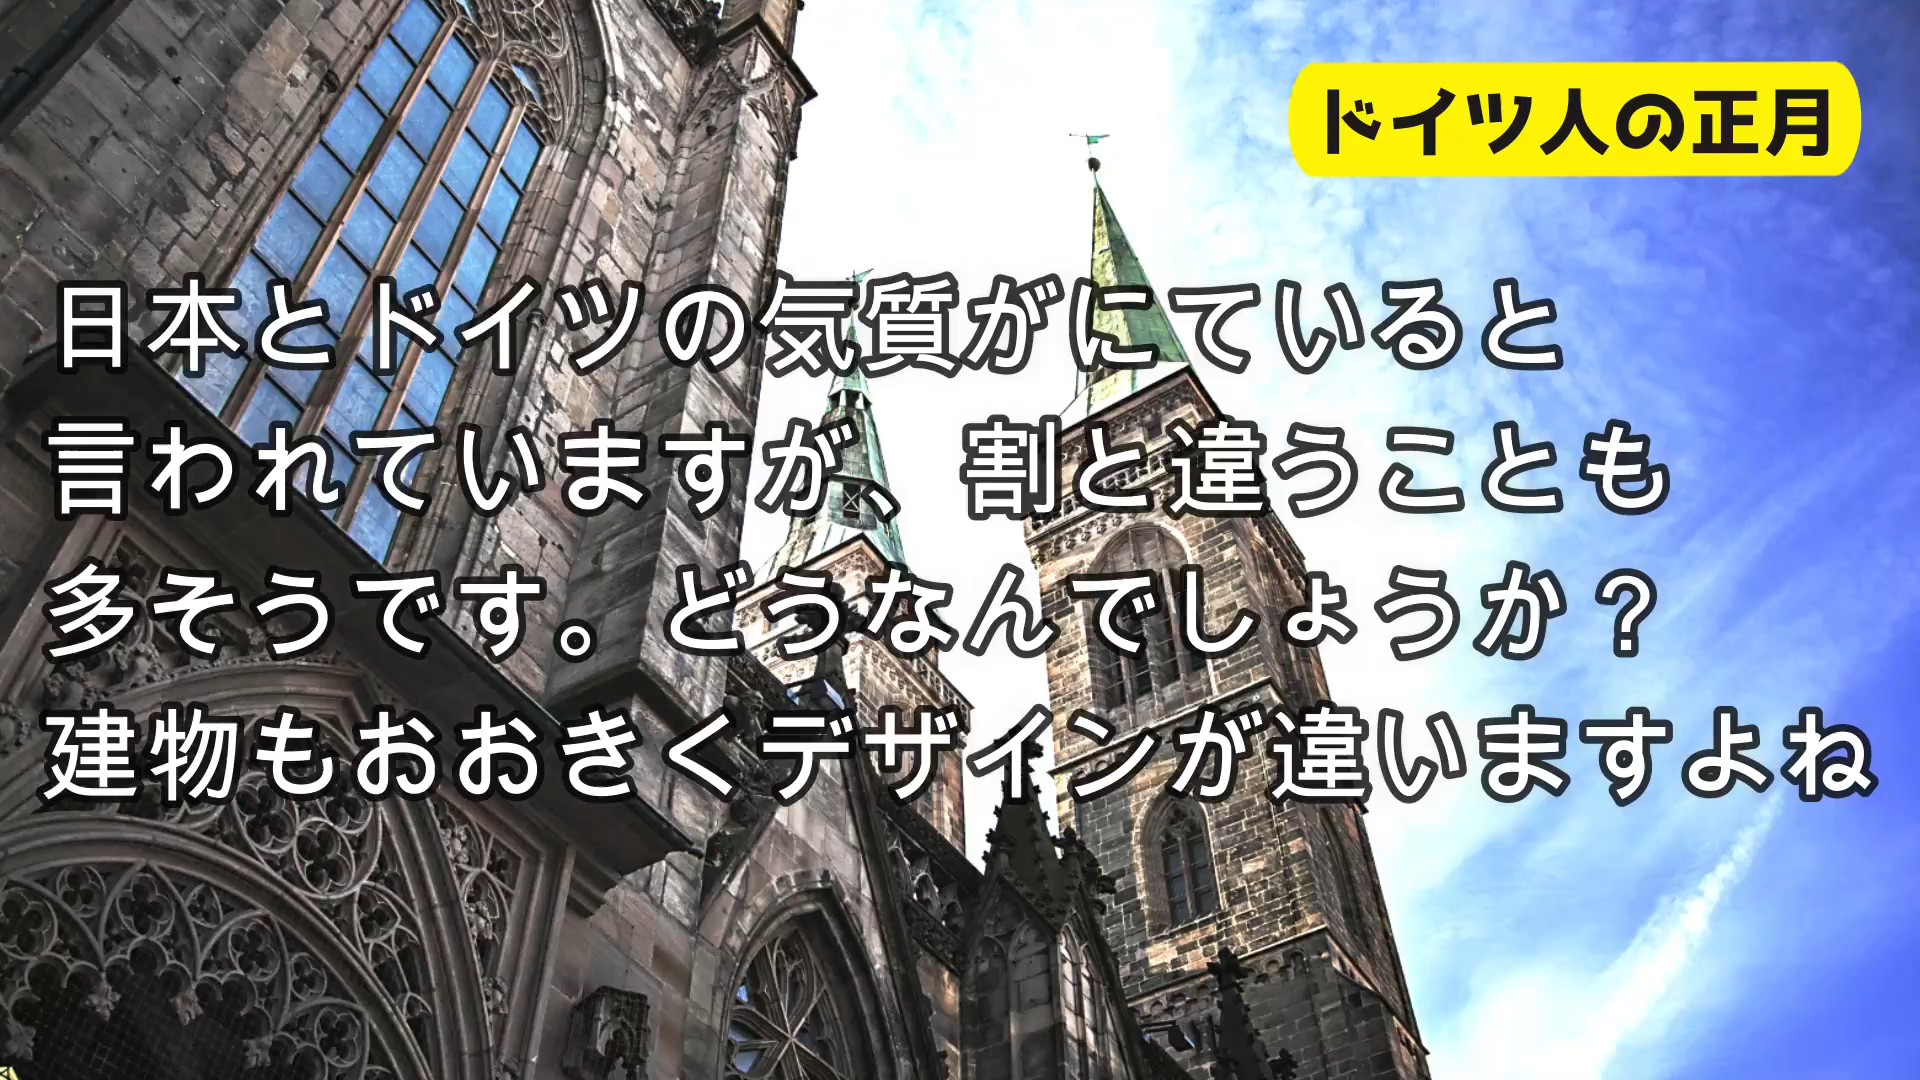 ドイツ人の正月
日本とドイツの気質がにていると
言われていますが、割と違うことも
多そうです。どうなんでしょうか？
建物もおおきくデザインが違いますよね